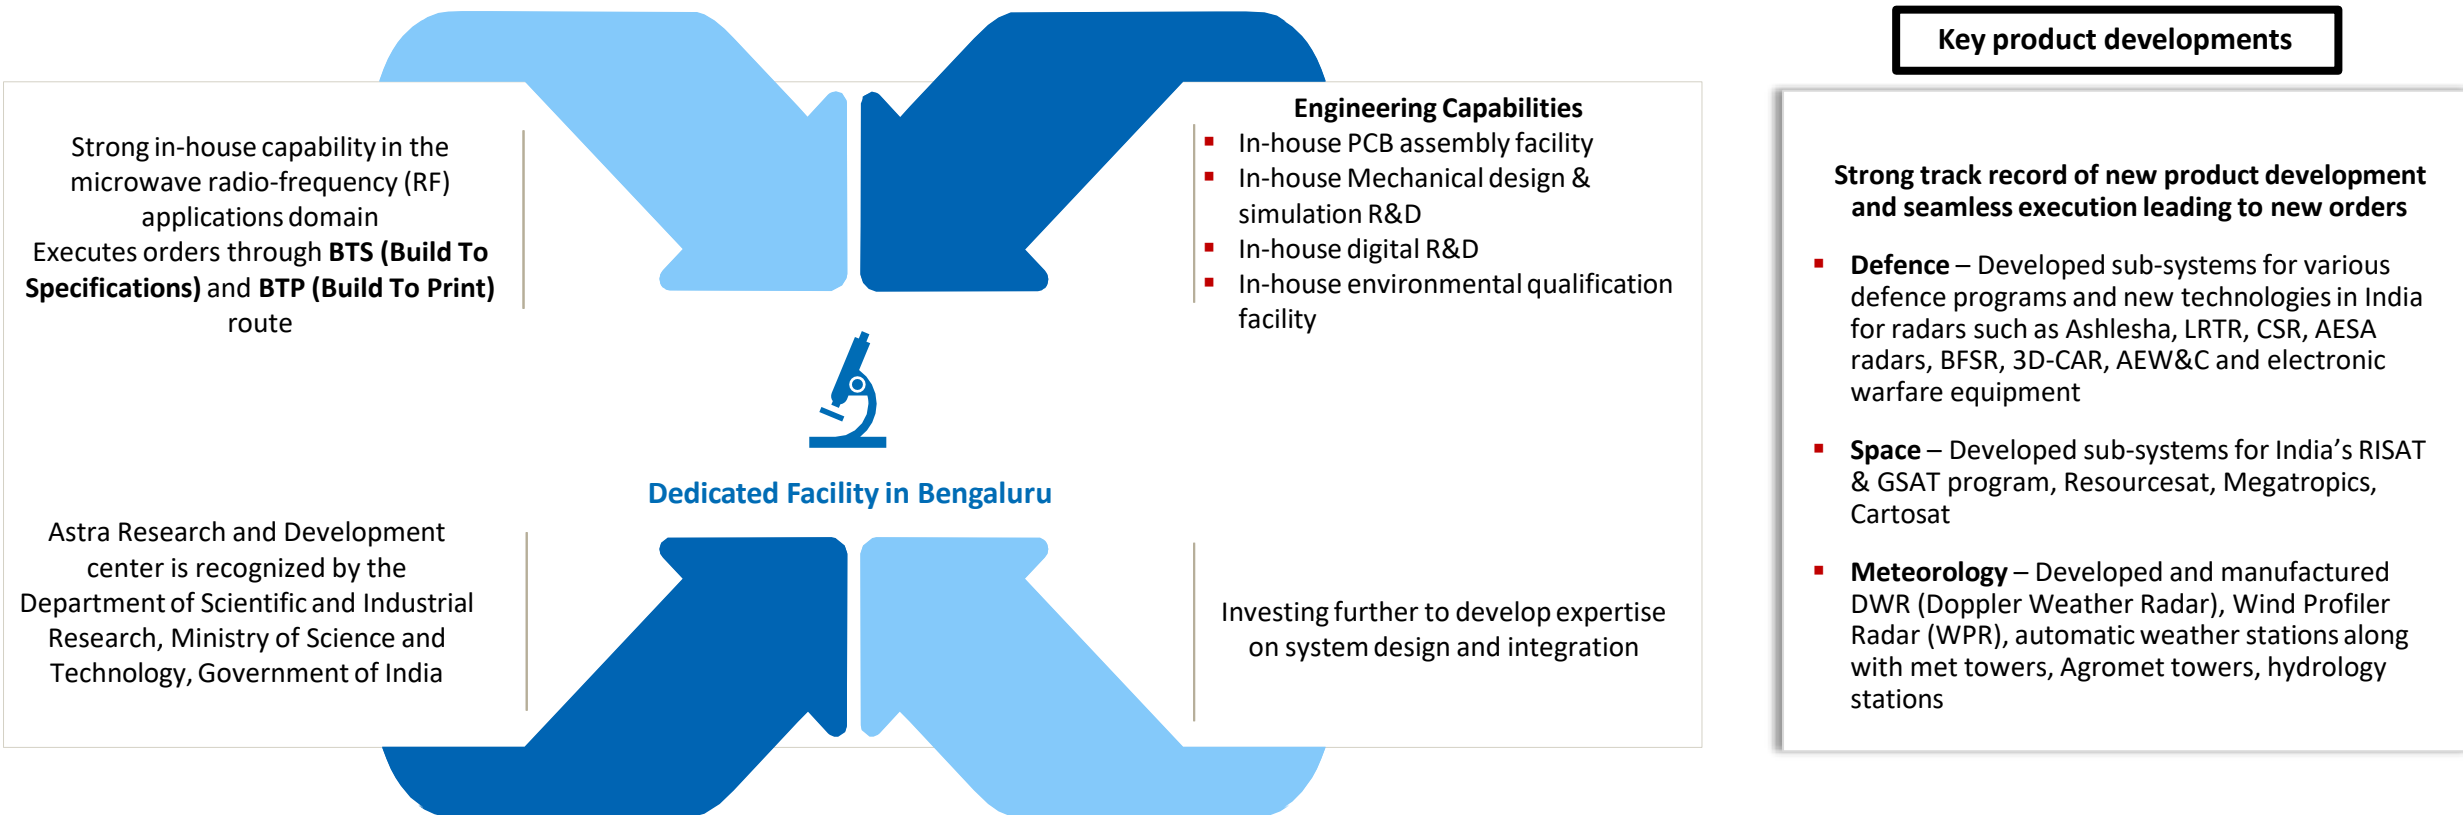 Strong in-house capability in the
microwave radio-frequency (RF)
applications domain
Executes orders through BTS (Build To
Specifications) and BTP (Build To Print)
route
Engineering Capabilities
▪ In-house PCB assembly facility
▪ In-house Mechanical design &
simulation R&D
▪ In-house digital R&D
▪ In-house environmental qualification
facility
Dedicated Facility in Bengaluru
Astra Research and Development
center is recognized by the
Department of Scientific and Industrial
Research, Ministry of Science and
Technology, Government of India
Investing further to develop expertise
on system design and integration
Key product developments
Strong track record of new product development
and seamless execution leading to new orders
▪ Defence – Developed sub-systems for various
defence programs and new technologies in India
for radars such as Ashlesha, LRTR, CSR, AESA
radars, BFSR, 3D-CAR, AEW&C and electronic
warfare equipment
▪ Space – Developed sub-systems for India’s RISAT
& GSAT program, Resourcesat, Megatropics,
Cartosat
▪ Meteorology – Developed and manufactured
DWR (Doppler Weather Radar), Wind Profiler
Radar (WPR), automatic weather stations along
with met towers, Agromet towers, hydrology
stations